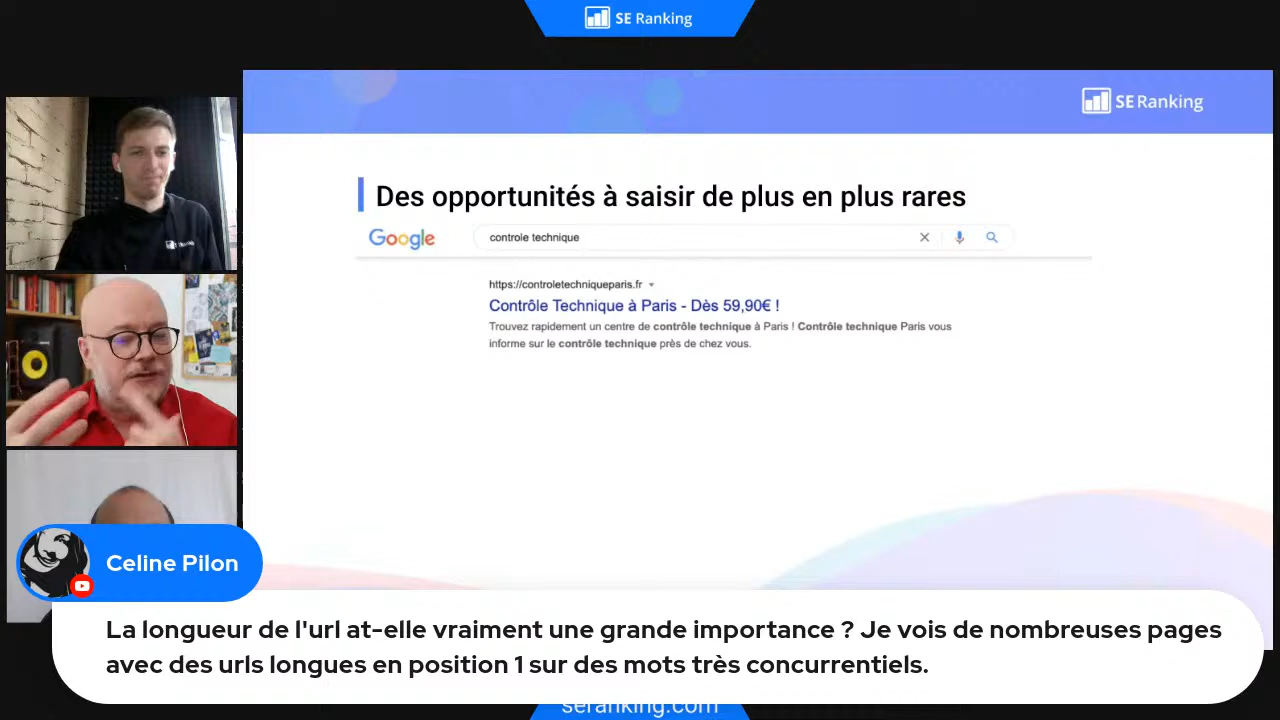 SE Ranking
SE Ranking
Des opportunités à saisir de plus en plus rares
Google
controle technique
https://controletechniqueparis.fr
Contrôle Technique à Paris - Dès 59,90€ !
Trouvez rapidement un centre de contrôle technique à Paris ! Contrôle technique Paris vous
informe sur le contrôle technique près de chez vous.
Celine Pilon
La longueur de l'url at-elle vraiment une grande importance ? Je vois de nombreuses pages
avec des urls longues en position 1 sur des mots très concurrentiels.
seranking.com